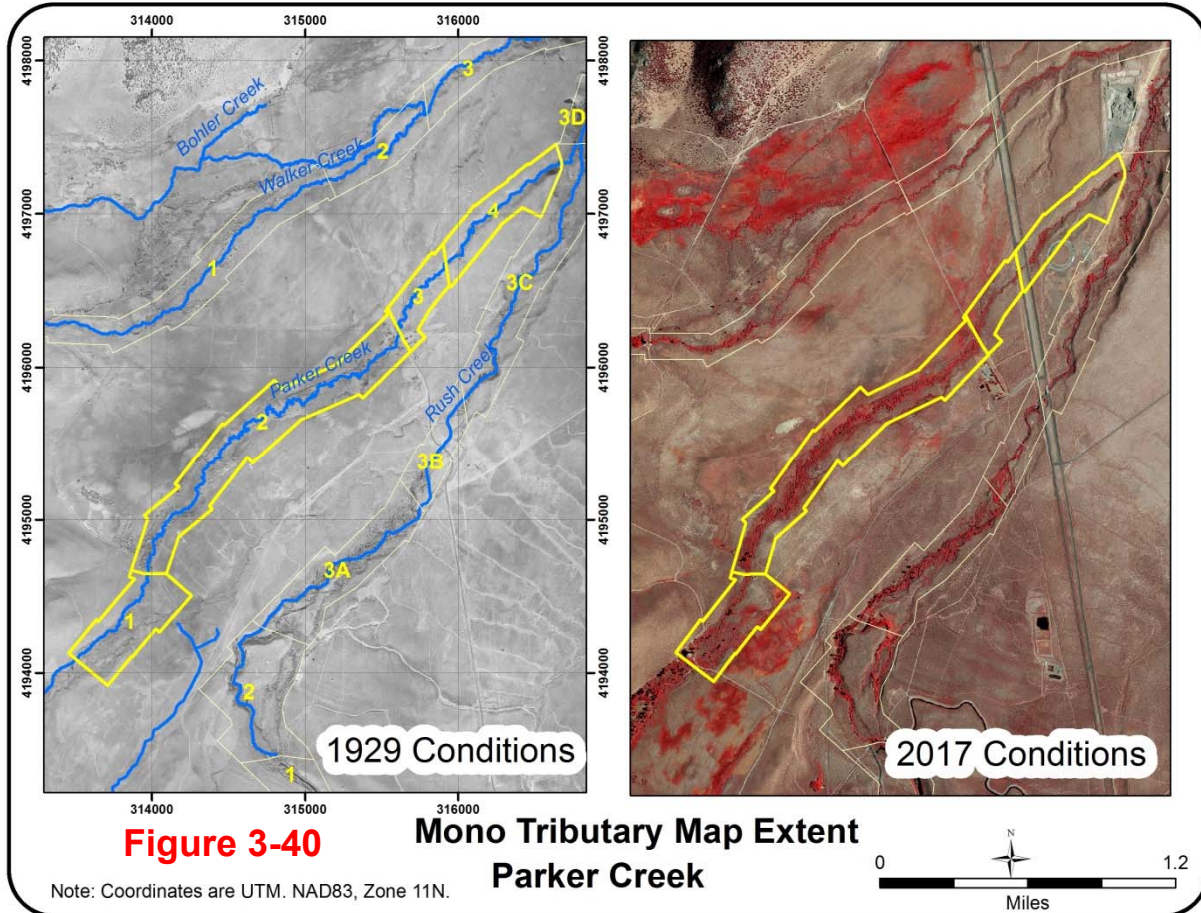 314000
315000
316000
4198000
4197000
4196000
4195000
4194000
Bohler Creek
Walker Creek
Parker Creek
Rush Creek
3
2
1
3D
4
3
2
1
3C
3B
3A
2
1
1929 Conditions
4198000
4197000
4196000
4195000
4194000
314000
315000
316000
2017 Conditions
Figure 3-40
Mono Tributary Map Extent
Parker Creek
Note: Coordinates are UTM. NAD83, Zone 11N.
N
0
1.2
Miles